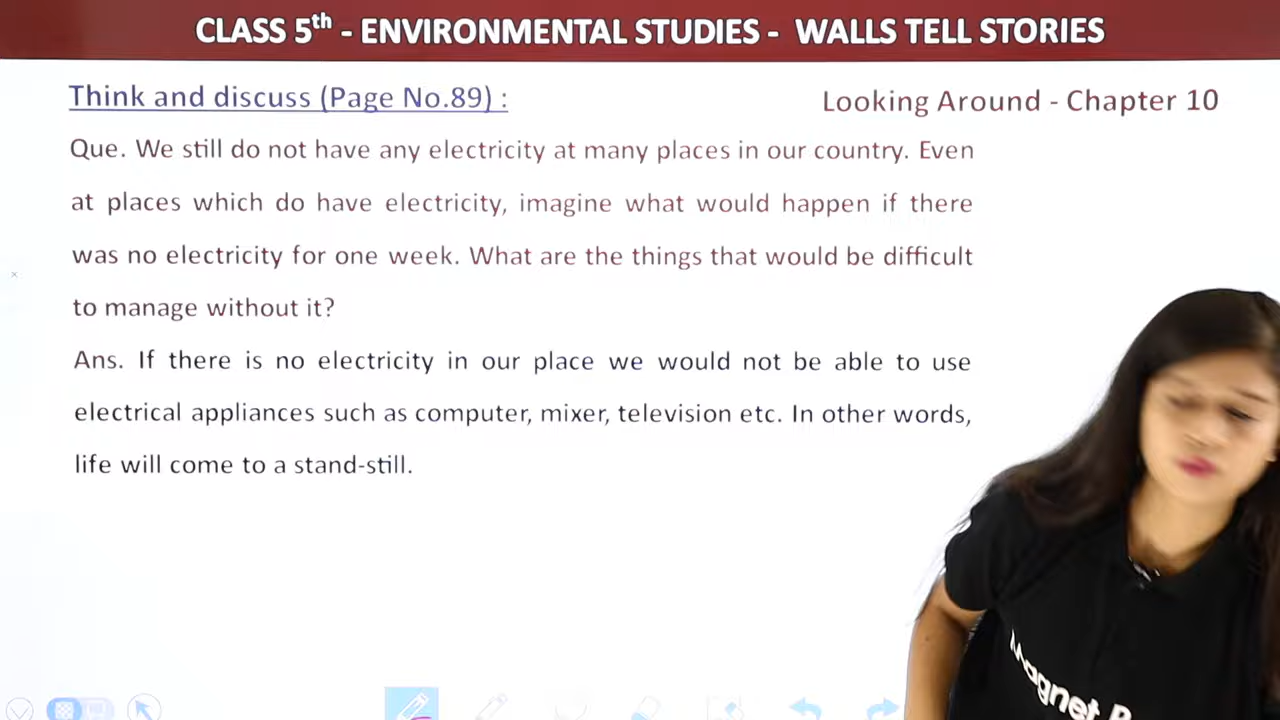 CLASS 5th - ENVIRONMENTAL STUDIES - WALLS TELL STORIES
Think and discuss (Page No.89) :
Looking Around - Chapter 10
Que. We still do not have any electricity at many places in our country. Even
at places which do have electricity, imagine what would happen if there
was no electricity for one week. What are the things that would be difficult
to manage without it?
Ans. If there is no electricity in our place we would not be able to use
electrical appliances such as computer, mixer, television etc. In other words,
life will come to a stand-still.
Magnet B